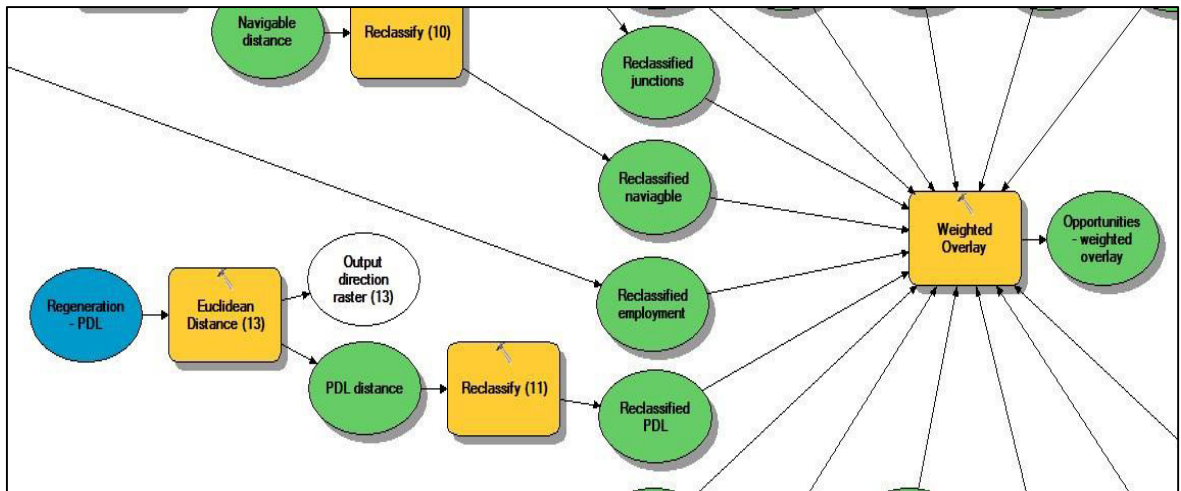 Navigable
distance
Reclassify (10)
Reclassified
junctions
Reclassified
naviagble
Weighted
Overlay
Opportunities
- weighted
overlay
Output
direction
raster (13)
Regeneration
- PDL
Euclidean
Distance (13)
Reclassified
employment
PDL distance
Reclassify (11)
Reclassified
PDL